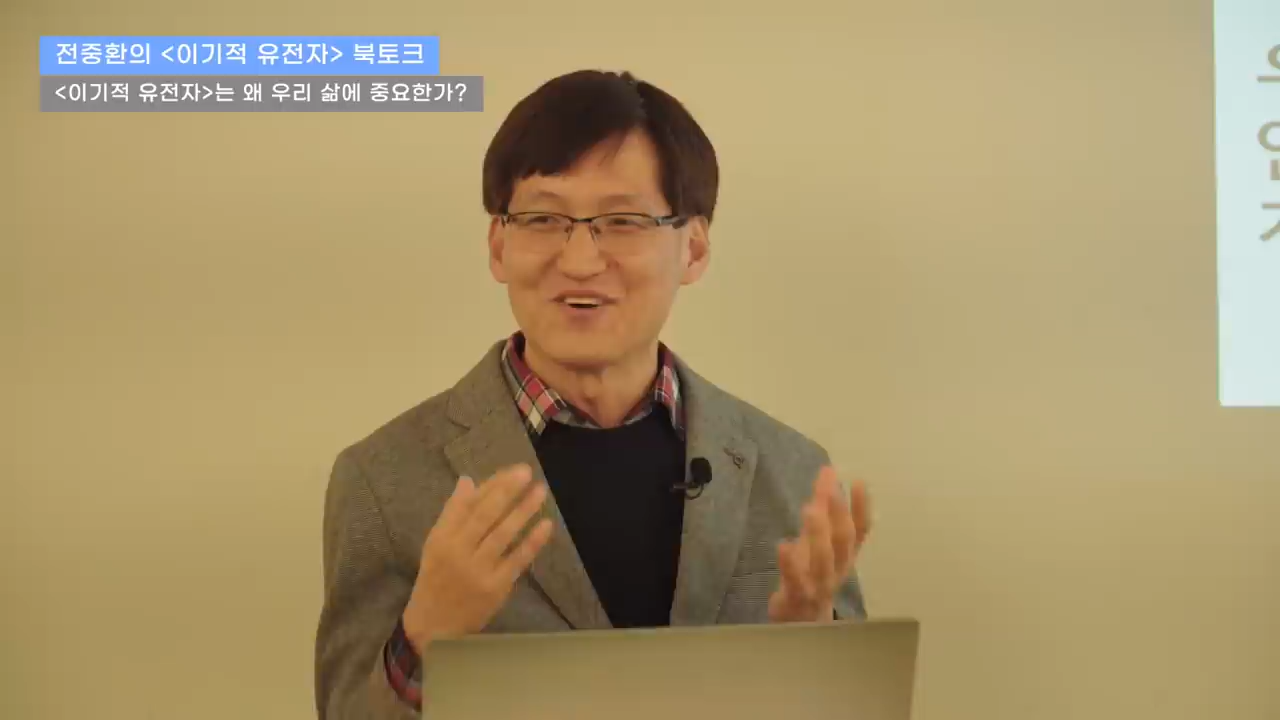 전중환의 <이기적 유전자> 북토크
<이기적 유전자>는 왜 우리 삶에 중요한가?